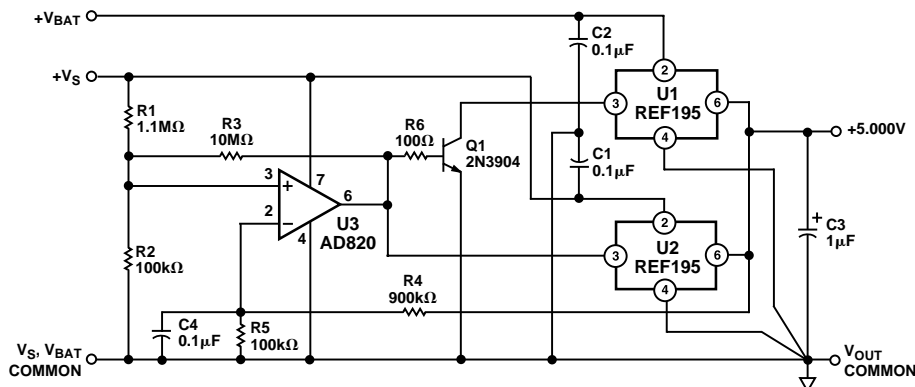 +VBAT
C2
0.1µF
2
U1
REF195
3
6
4
+VS
R1
1.1MΩ
R3
10MΩ
R6
100Ω
Q1
2N3904
+5.000V
C1
0.1µF
3
2
+
−
7
6
4
U3
AD820
2
U2
REF195
3
6
4
+
C3
1µF
R2
100kΩ
R4
900kΩ
C4
0.1µF
R5
100kΩ
VS, VBAT
COMMON
VOUT
COMMON